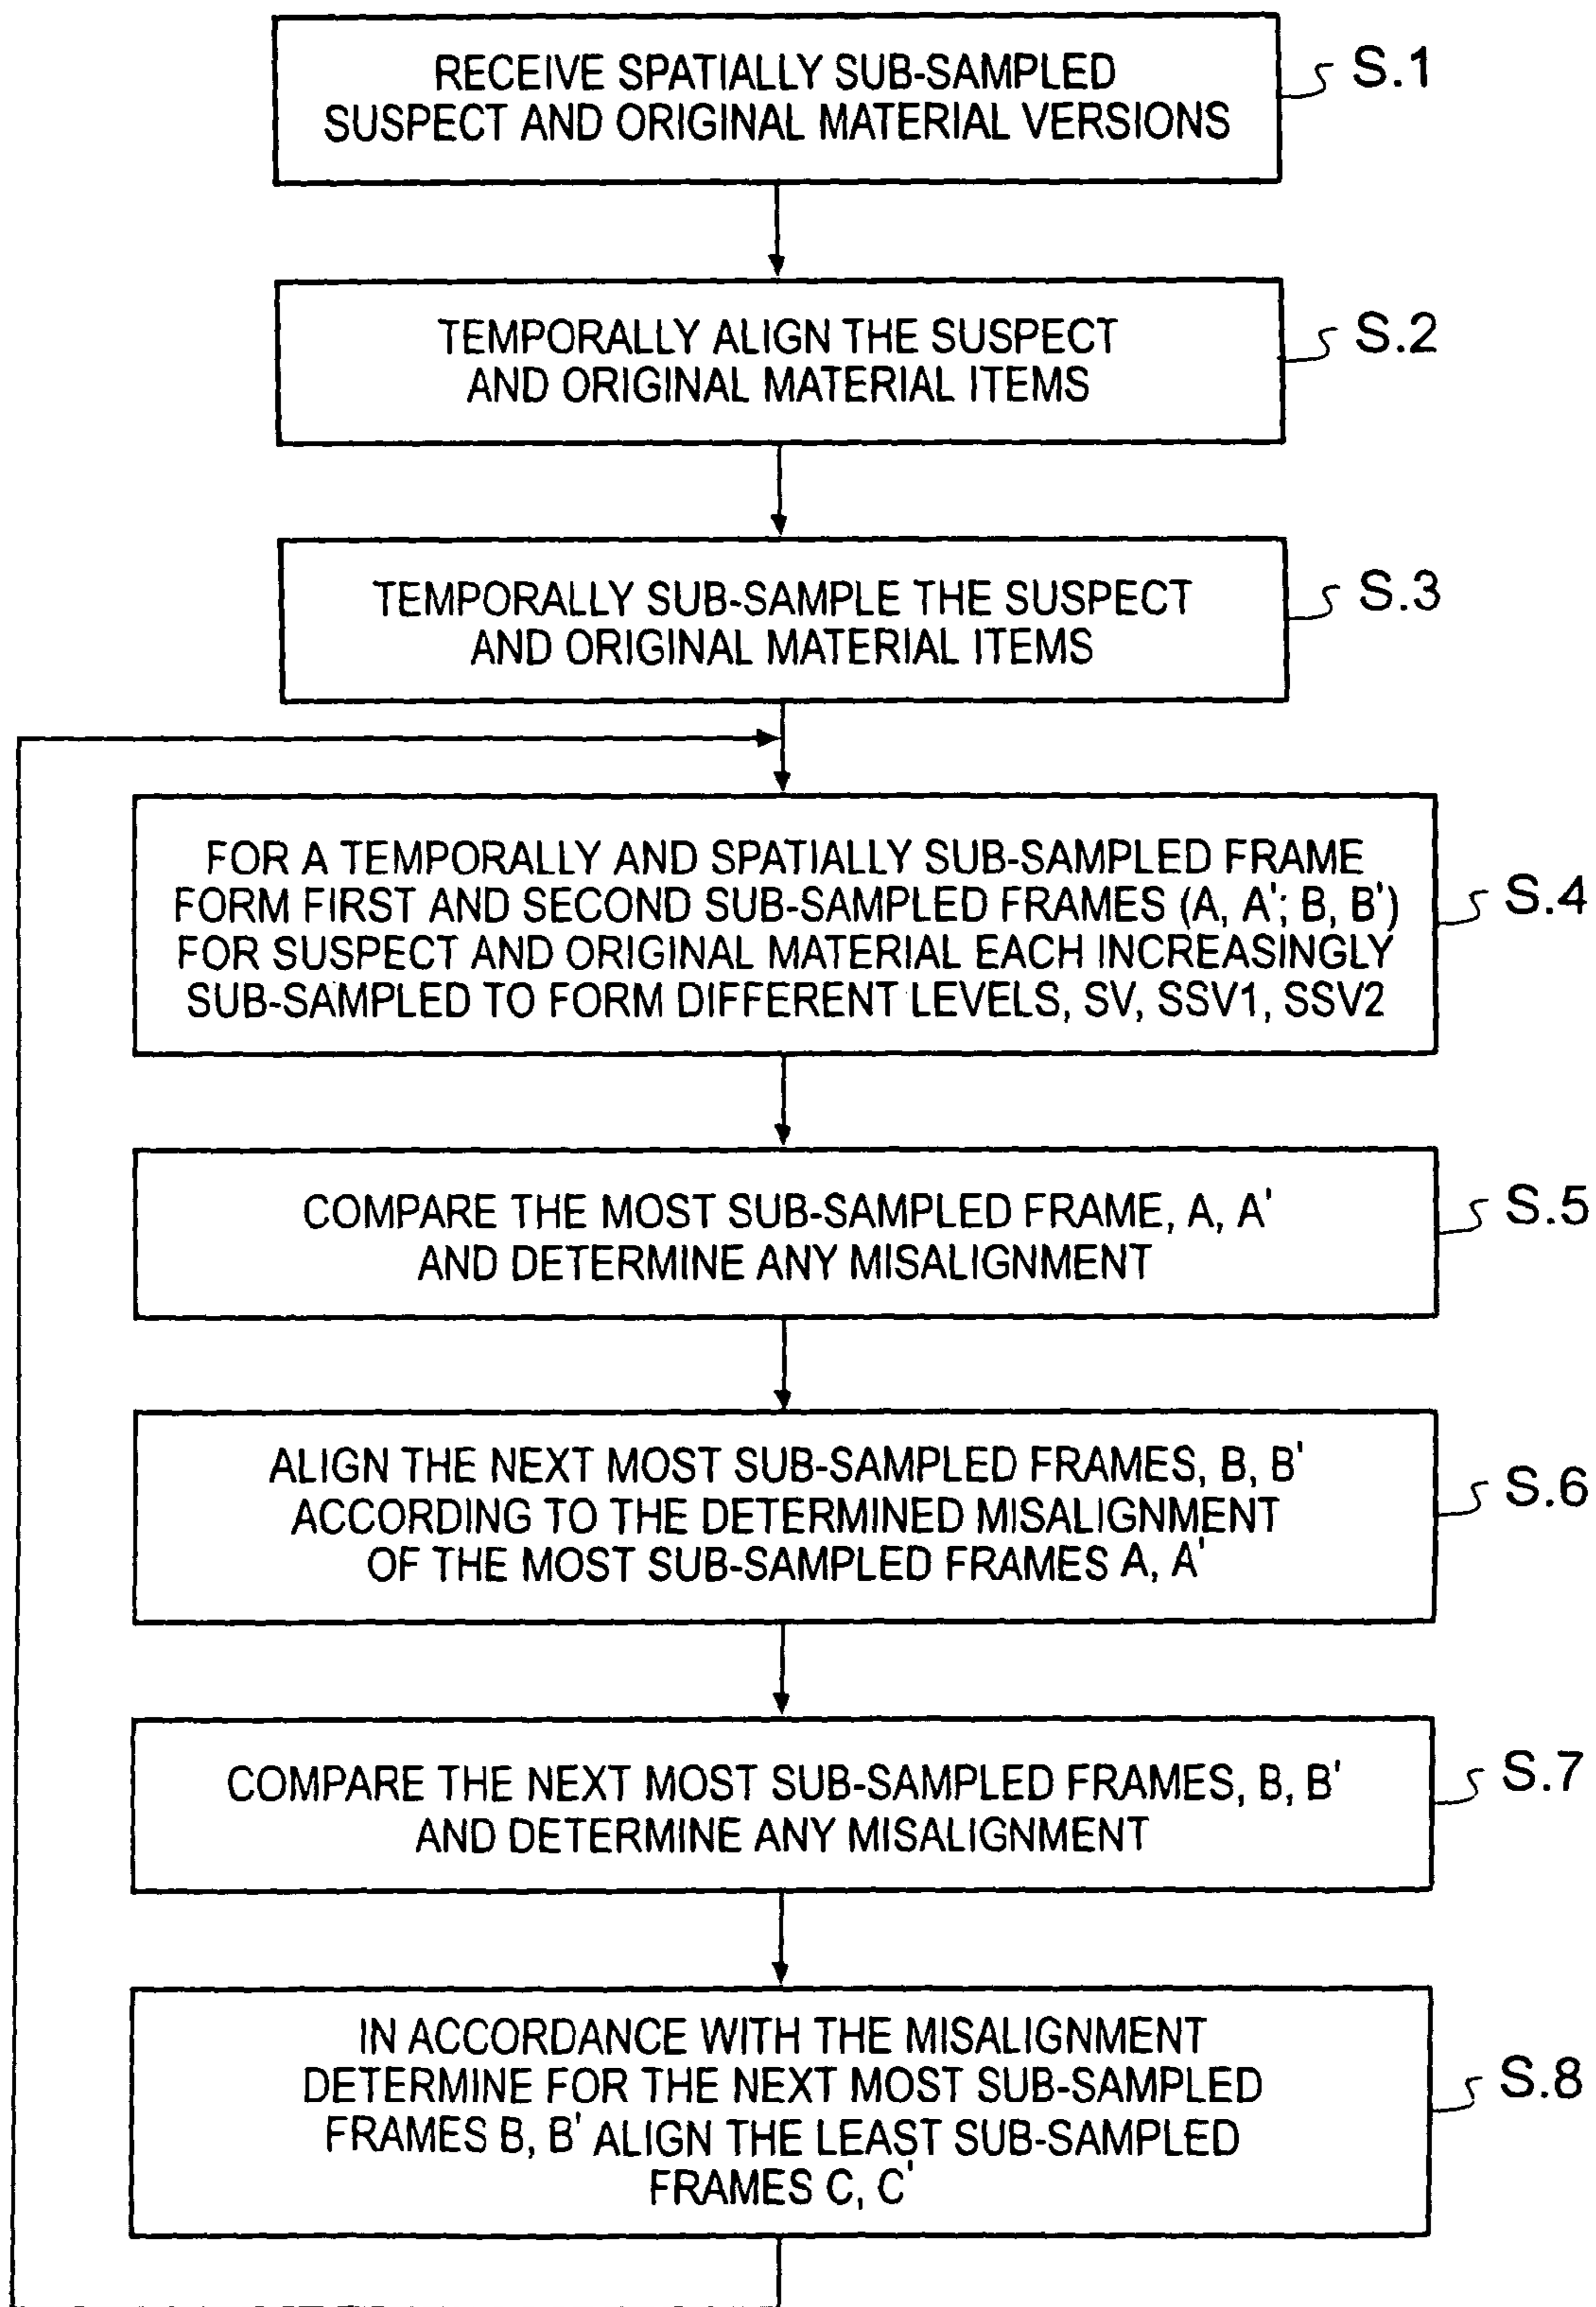 RECEIVE SPATIALLY SUB-SAMPLED
SUSPECT AND ORIGINAL MATERIAL VERSIONS
S.1
TEMPORALLY ALIGN THE SUSPECT
AND ORIGINAL MATERIAL ITEMS
S.2
TEMPORALLY SUB-SAMPLE THE SUSPECT
AND ORIGINAL MATERIAL ITEMS
S.3
FOR A TEMPORALLY AND SPATIALLY SUB-SAMPLED FRAME
FORM FIRST AND SECOND SUB-SAMPLED FRAMES (A, A'; B, B')
FOR SUSPECT AND ORIGINAL MATERIAL EACH INCREASINGLY
SUB-SAMPLED TO FORM DIFFERENT LEVELS, SV, SSV1, SSV2
S.4
COMPARE THE MOST SUB-SAMPLED FRAME, A, A'
AND DETERMINE ANY MISALIGNMENT
S.5
ALIGN THE NEXT MOST SUB-SAMPLED FRAMES, B, B'
ACCORDING TO THE DETERMINED MISALIGNMENT
OF THE MOST SUB-SAMPLED FRAMES A, A'
S.6
COMPARE THE NEXT MOST SUB-SAMPLED FRAMES, B, B'
AND DETERMINE ANY MISALIGNMENT
S.7
IN ACCORDANCE WITH THE MISALIGNMENT
DETERMINE FOR THE NEXT MOST SUB-SAMPLED
FRAMES B, B' ALIGN THE LEAST SUB-SAMPLED
FRAMES C, C'
S.8